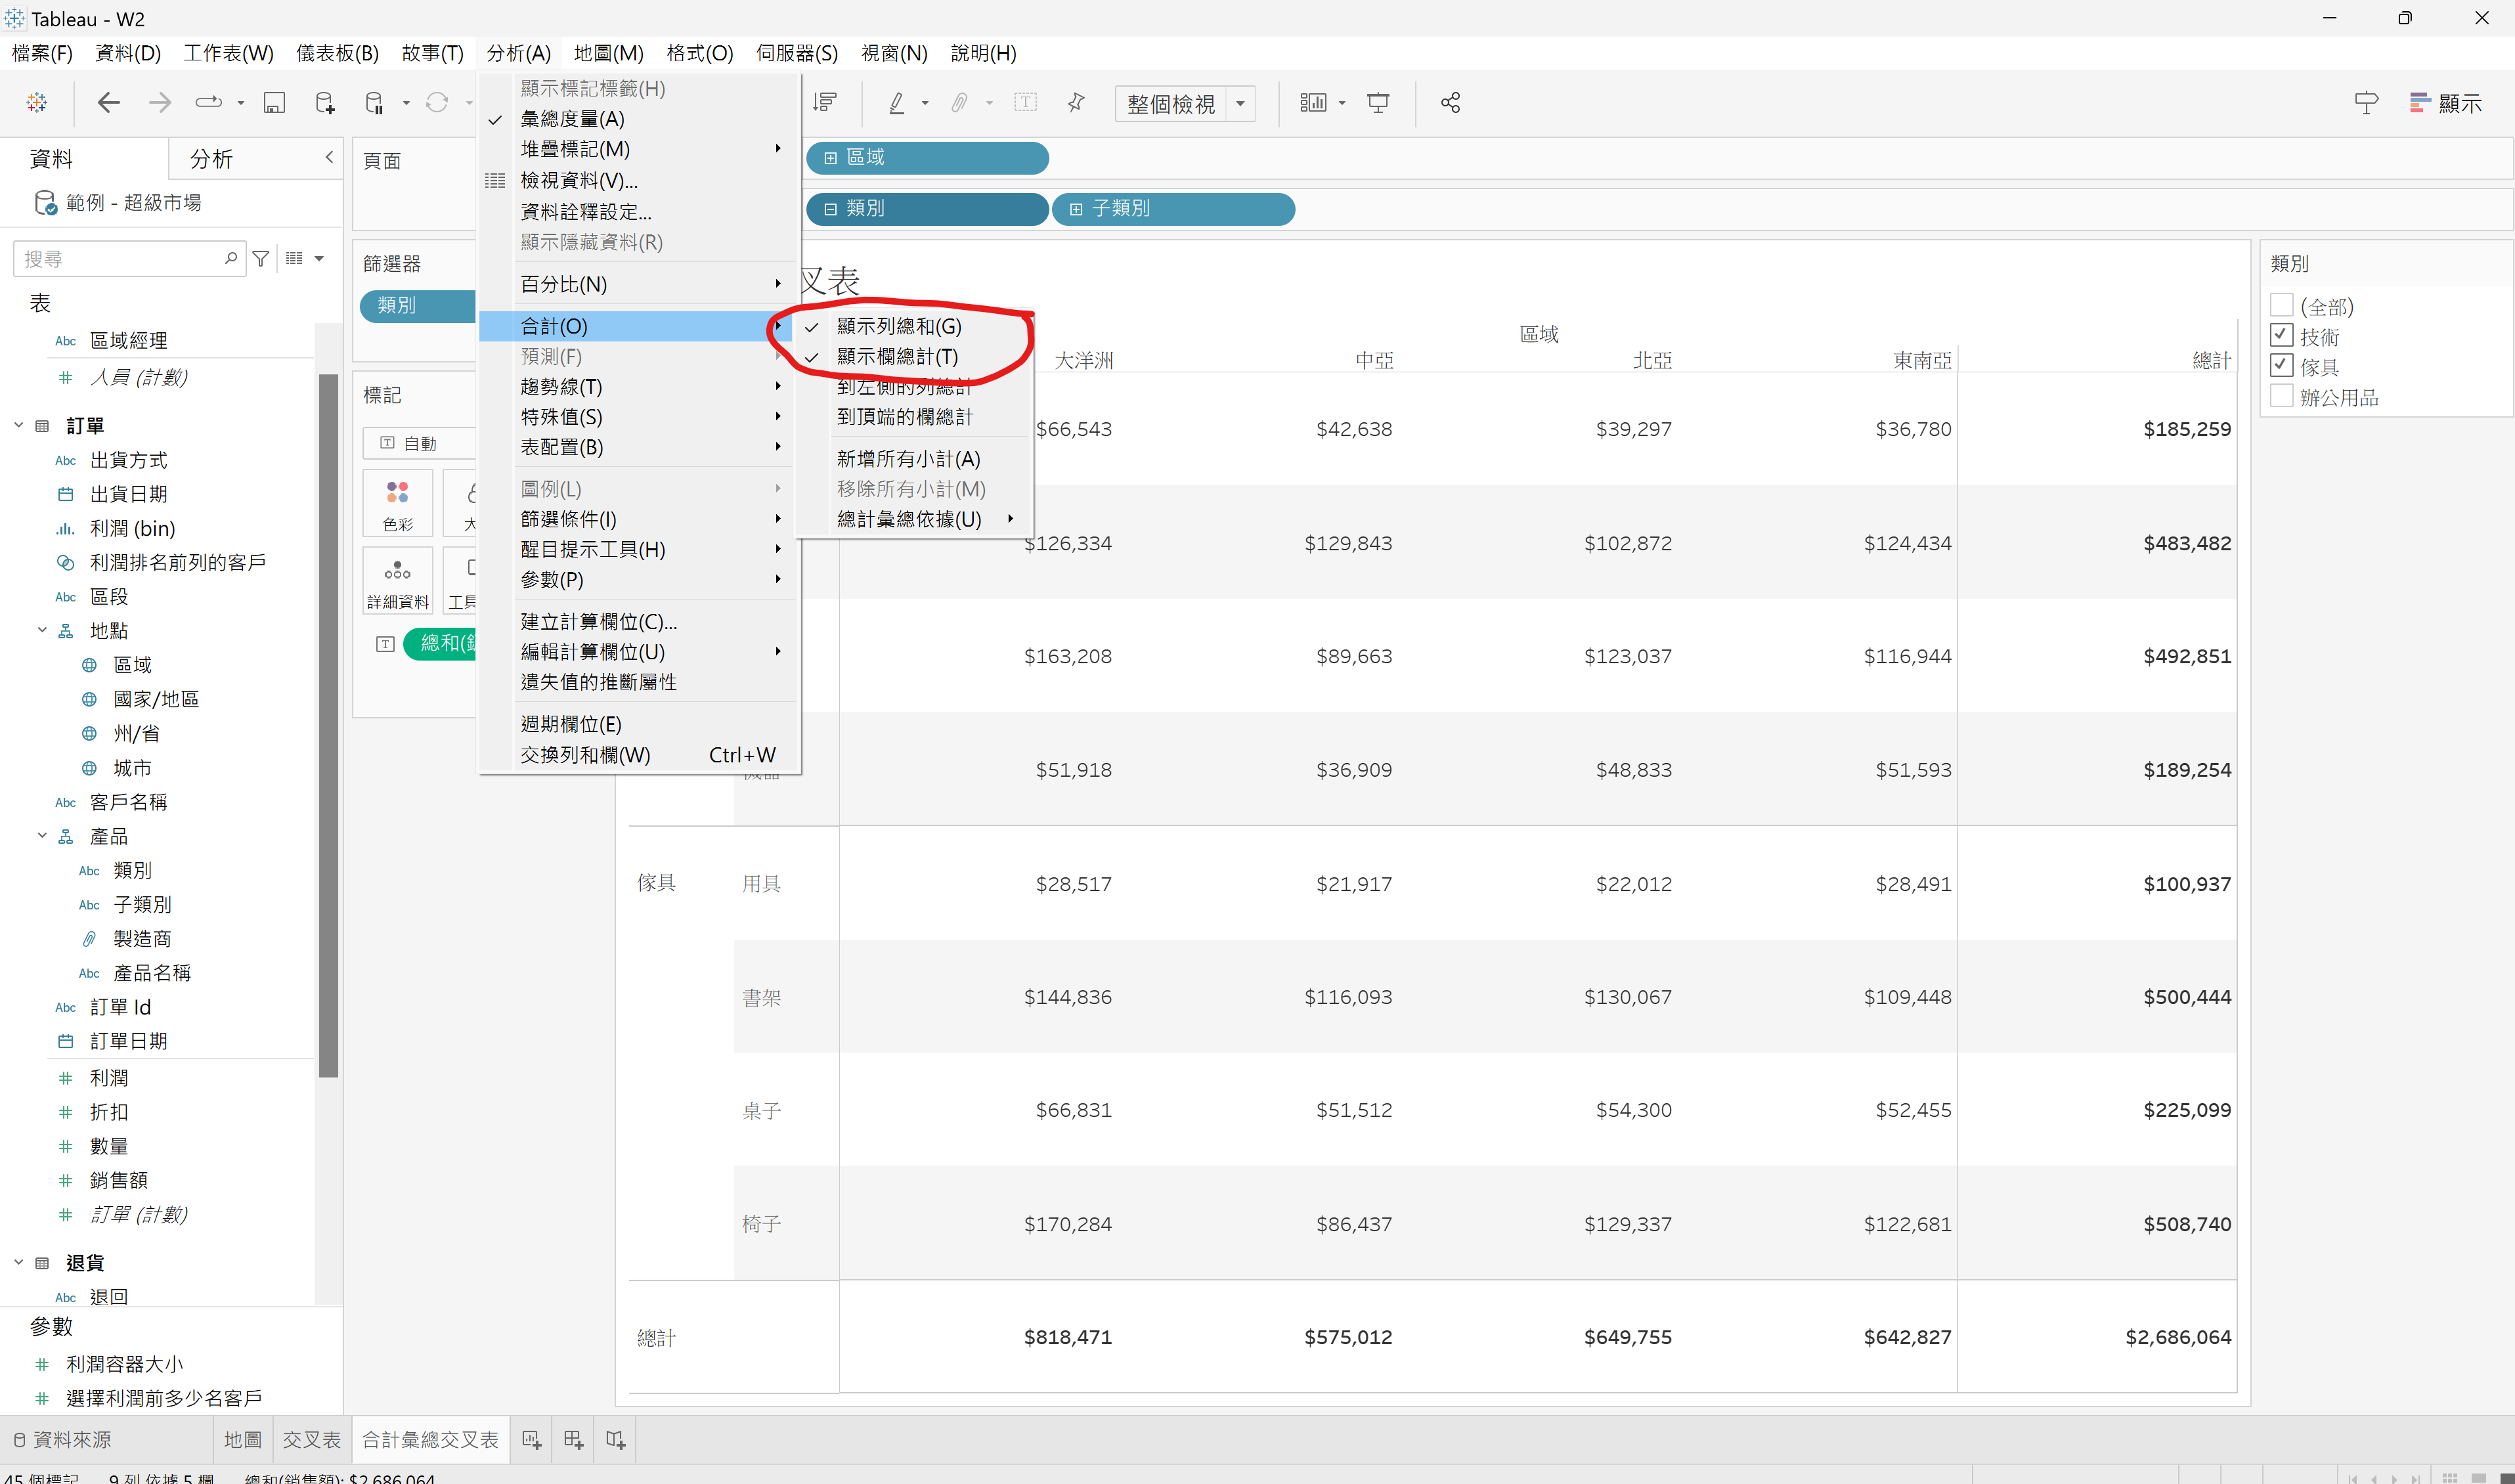 Tableau - W2
檔案(F) 資料(D) 工作表(W) 儀表板(B) 故事(T) 分析(A) 地圖(M) 格式(O) 伺服器(S) 視窗(N) 說明(H)
整個檢視
顯示
資料 分析
範例 - 超級市場
搜尋
表
Abc 區域經理
人員 (計數)
訂單
Abc 出貨方式
出貨日期
利潤 (bin)
利潤排名前列的客戶
Abc 區段
地點
區域
國家/地區
州/省
城市
Abc 客戶名稱
產品
Abc 類別
Abc 子類別
製造商
Abc 產品名稱
Abc 訂單 Id
訂單日期
利潤
折扣
數量
銷售額
訂單 (計數)
退貨
Abc 退回
參數
利潤容器大小
選擇利潤前多少名客戶
頁面
篩選器
類別
標記
自動
色彩
詳細資料
總和(
顯示標記標籤(H)
彙總度量(A)
堆疊標記(M)
檢視資料(V)...
資料詮釋設定...
顯示隱藏資料(R)
百分比(N)
合計(O)
預測(F)
趨勢線(T)
特殊值(S)
表配置(B)
圖例(L)
篩選條件(I)
醒目提示工具(H)
參數(P)
建立計算欄位(C)...
編輯計算欄位(U)
遺失值的推斷屬性
週期欄位(E)
交換列和欄(W) Ctrl+W
顯示列總和(G)
顯示欄總計(T)
到左側的列總計
到頂端的欄總計
新增所有小計(A)
移除所有小計(M)
總計彙總依據(U)
區域
類別 子類別
叉表
區域
大洋洲 中亞 北亞 東南亞 總計
$66,543 $42,638 $39,297 $36,780 $185,259
$126,334 $129,843 $102,872 $124,434 $483,482
$163,208 $89,663 $123,037 $116,944 $492,851
$51,918 $36,909 $48,833 $51,593 $189,254
傢具 用具 $28,517 $21,917 $22,012 $28,491 $100,937
書架 $144,836 $116,093 $130,067 $109,448 $500,444
桌子 $66,831 $51,512 $54,300 $52,455 $225,099
椅子 $170,284 $86,437 $129,337 $122,681 $508,740
總計 $818,471 $575,012 $649,755 $642,827 $2,686,064
類別
(全部)
技術
傢具
辦公用品
資料來源 地圖 交叉表 合計彙總交叉表
45 個標記 9 列 依據 5 欄 總和(銷售額): $2,686,064